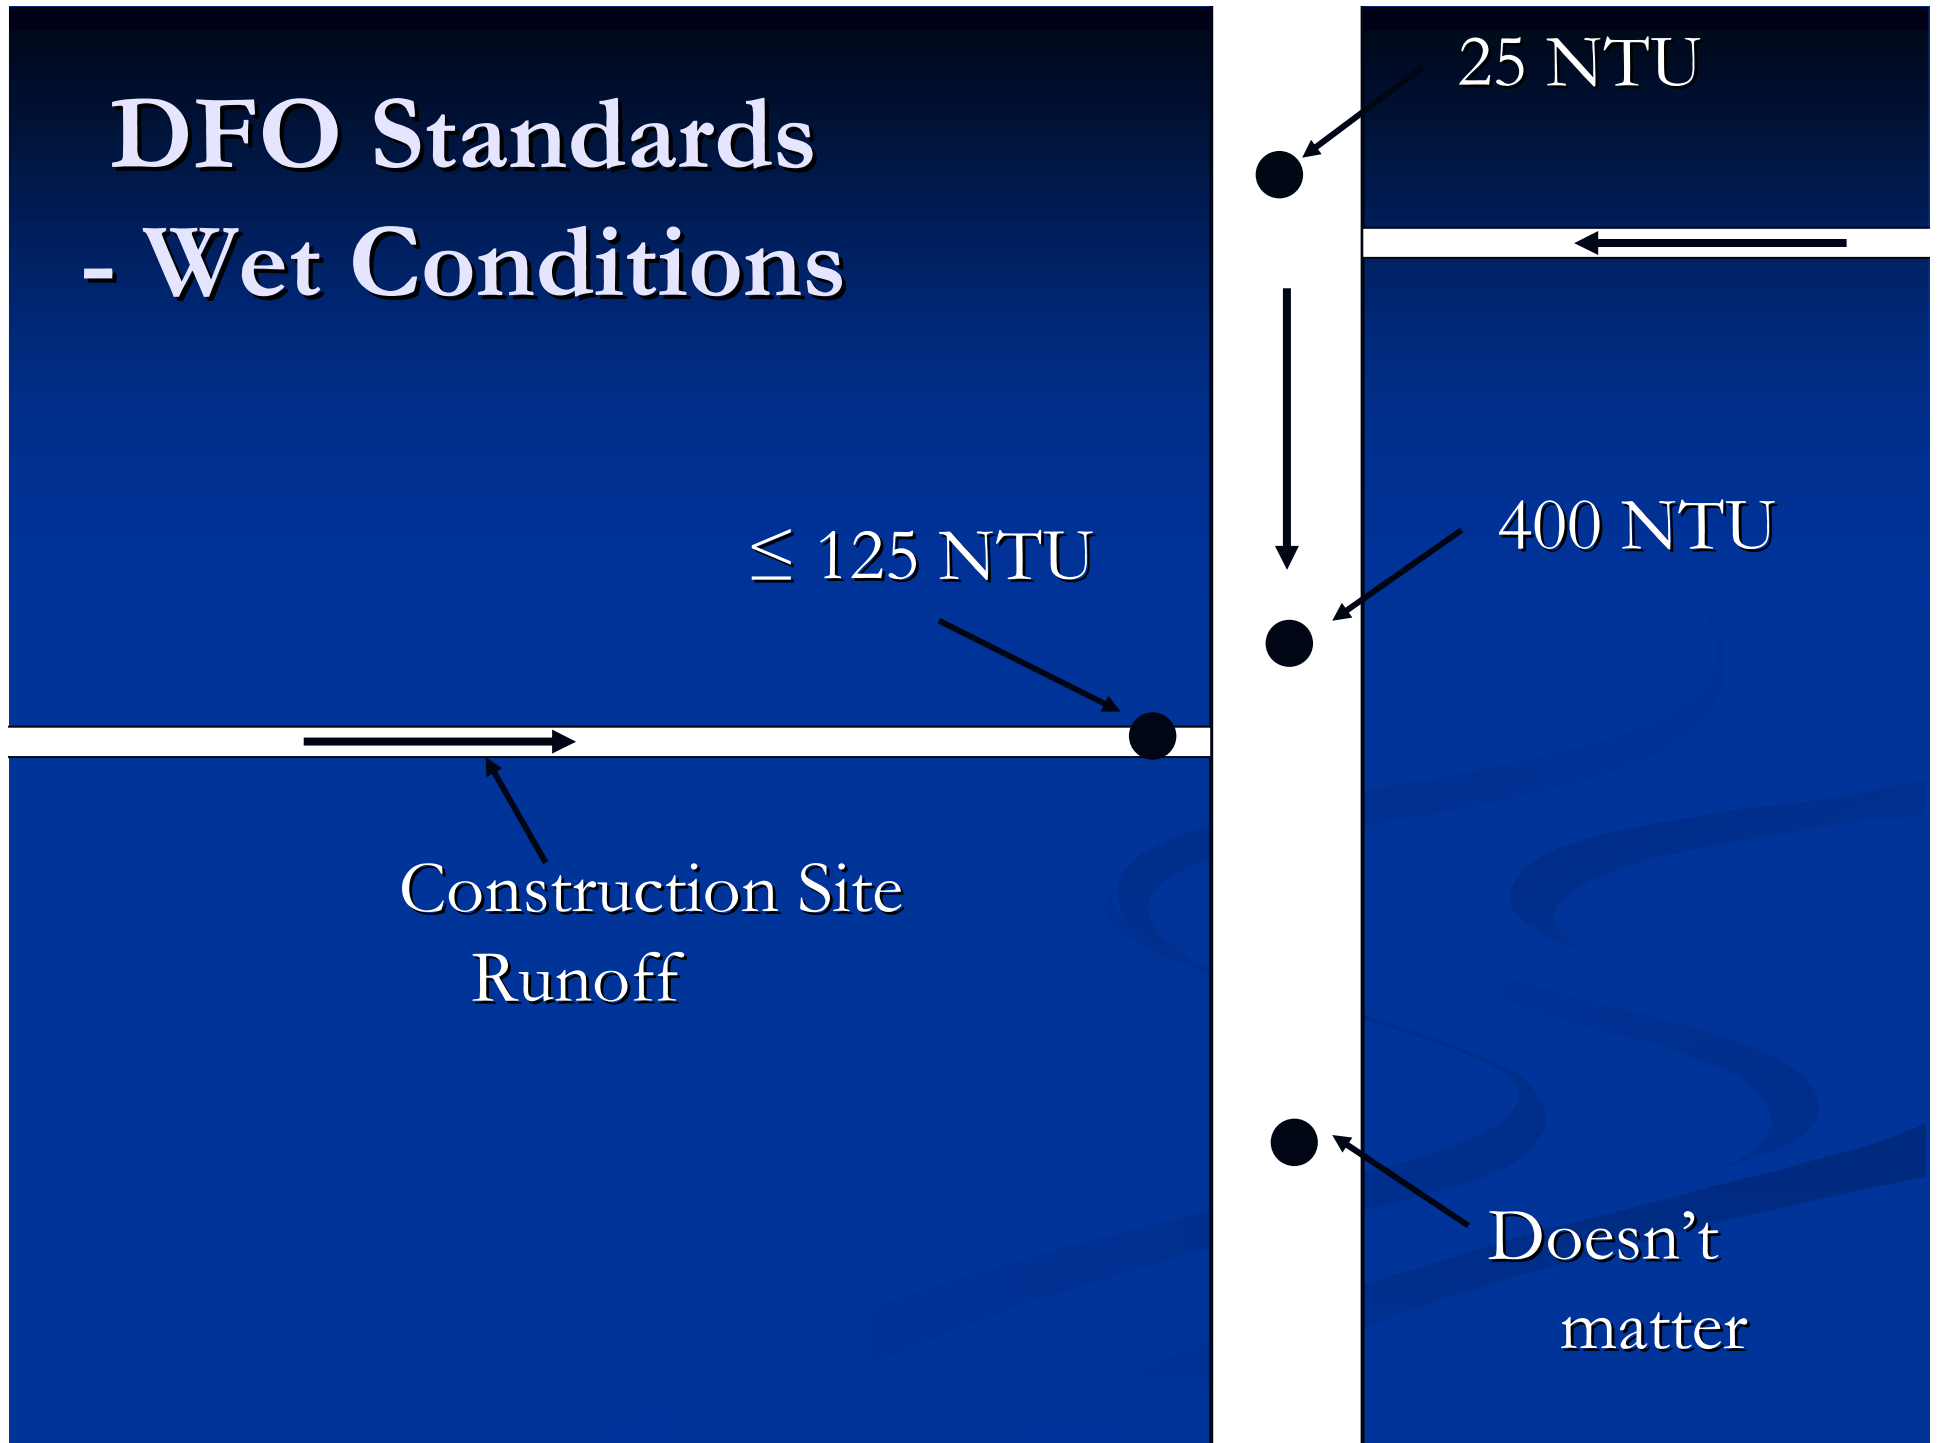 DFO Standards
- Wet Conditions
25 NTU
400 NTU
≤ 125 NTU
Construction Site
Runoff
Doesn’t
matter